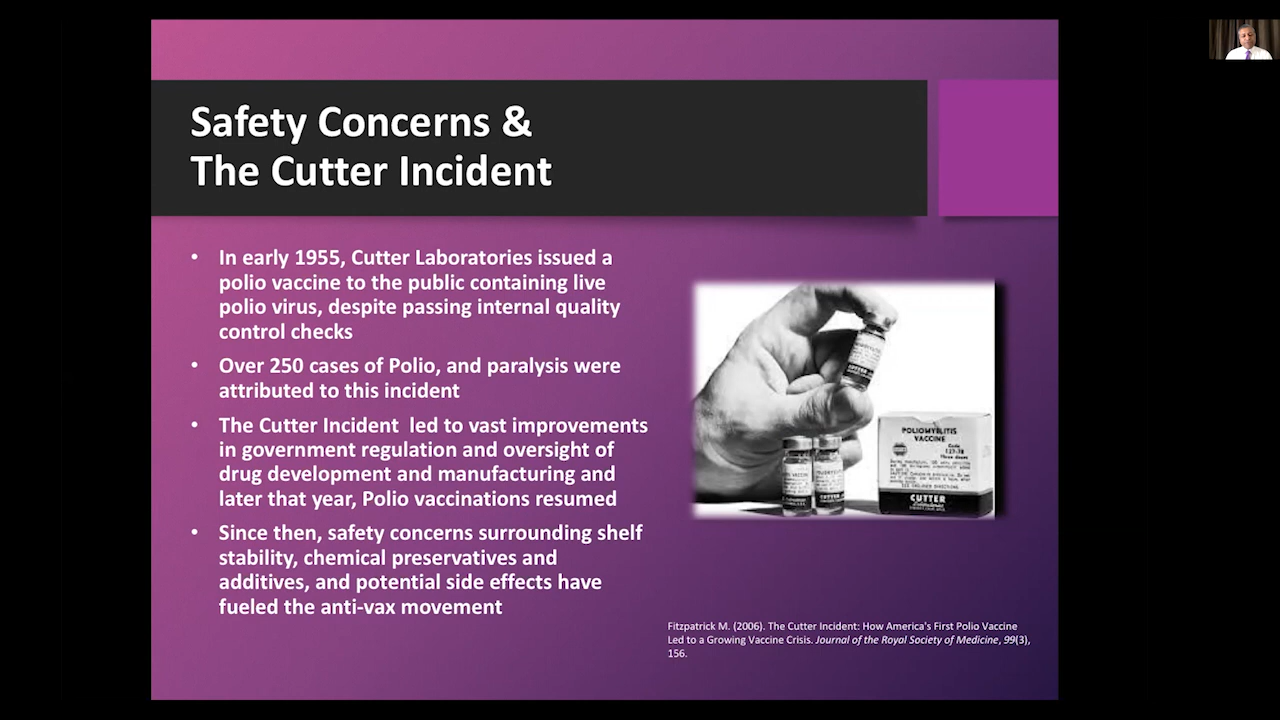 Safety Concerns &
The Cutter Incident
• In early 1955, Cutter Laboratories issued a
polio vaccine to the public containing live
polio virus, despite passing internal quality
control checks
• Over 250 cases of Polio, and paralysis were
attributed to this incident
• The Cutter Incident  led to vast improvements
in government regulation and oversight of
drug development and manufacturing and
later that year, Polio vaccinations resumed
• Since then, safety concerns surrounding shelf
stability, chemical preservatives and
additives, and potential side effects have
fueled the anti-vax movement
CUTTER
POLIOMYELITIS
VACCINE
CUTTER
CUTTER
Fitzpatrick M. (2006). The Cutter Incident: How America's First Polio Vaccine
Led to a Growing Vaccine Crisis. Journal of the Royal Society of Medicine, 99(3),
156.